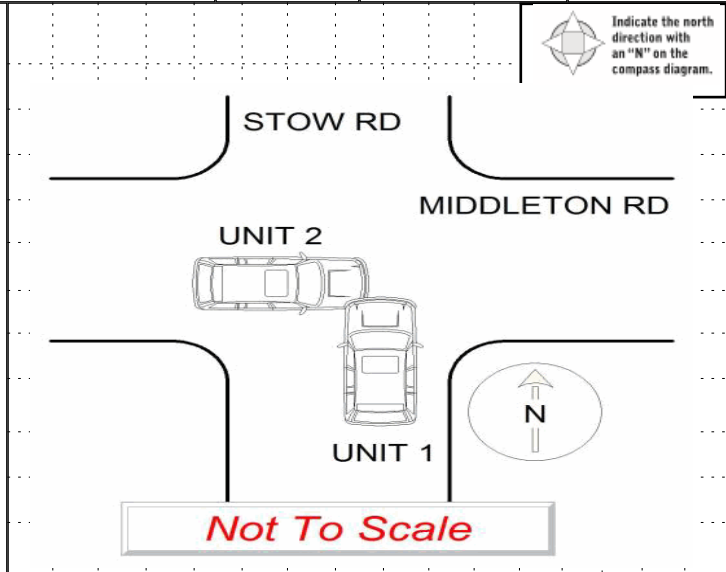 Indicate the north
direction with
an "N" on the
compass diagram.
STOW RD
MIDDLETON RD
UNIT 2
N
UNIT 1
Not To Scale